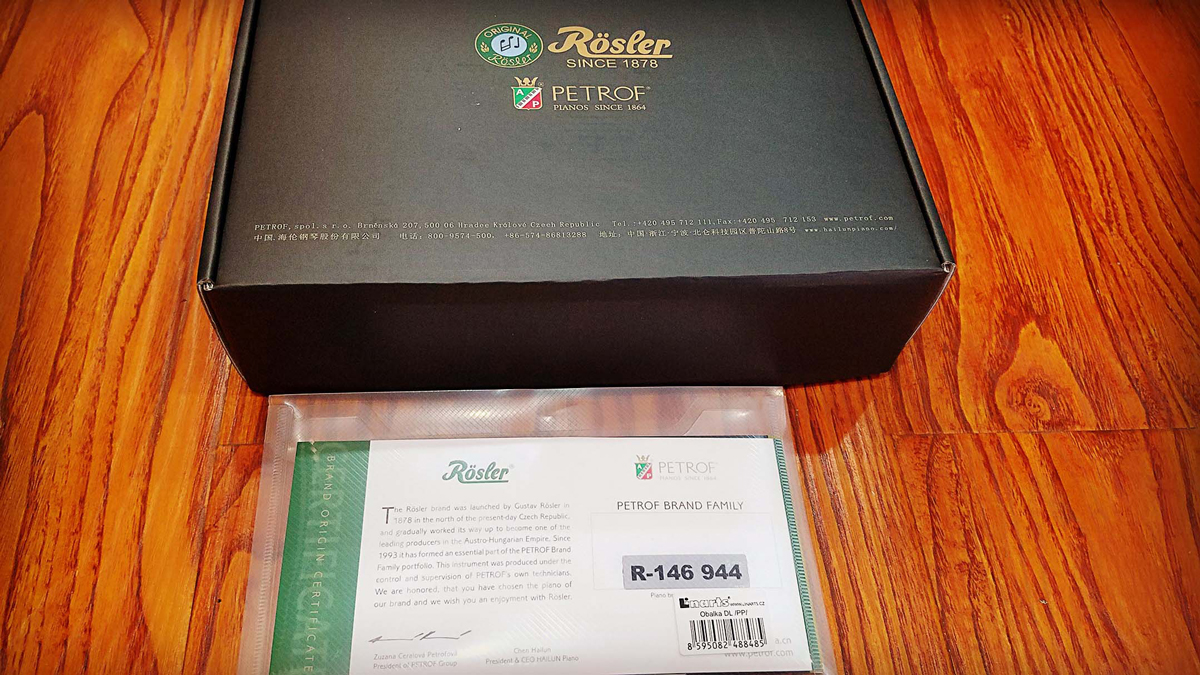 ORIGINAL
Rösler
Rösler
SINCE 1878
A
P
PETROF®
PIANOS SINCE 1864
PETROF, spol. s r. o. Brněnská 207, 500 06 Hradec Králové Czech Republic Tel.:+420 495 712 111, Fax:+420 495 712 153 www.petrof.com
中国.海伦钢琴股份有限公司 电话: 800-9574-500, +86-574-86813288 地址: 中国·浙江·宁波·北仑科技园区普陀山路8号 www.hailunpiano.com/
BRAND ORIGIN CERTIFICATE
Rösler
The Rösler brand was launched by Gustav Rösler in
1878 in the north of the present-day Czech Republic,
and gradually worked its way up to become one of the
leading producers in the Austro-Hungarian Empire. Since
1993 it has formed an essential part of the PETROF Brand
Family portfolio. This instrument was produced under the
control and supervision of PETROF's own technicians.
We are honored, that you have chosen the piano of
our brand and we wish you an enjoyment with Rösler.
Zuzana Ceralová Petrofová
President of PETROF Group
Chen Hailun
President & CEO HAILUN Piano
A
P
PETROF®
PIANOS SINCE 1864
PETROF BRAND FAMILY
R-146 944
Piano
Linarts® WWW.LINARTS.CZ
Obalka DL /PP/
8 595082 488485
a.cn
www.petrof.com